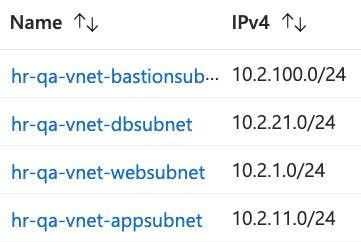 Name ↑↓ IPv4 ↑↓
hr-qa-vnet-bastionsub... 10.2.100.0/24
hr-qa-vnet-dbsubnet 10.2.21.0/24
hr-qa-vnet-websubnet 10.2.1.0/24
hr-qa-vnet-appsubnet 10.2.11.0/24